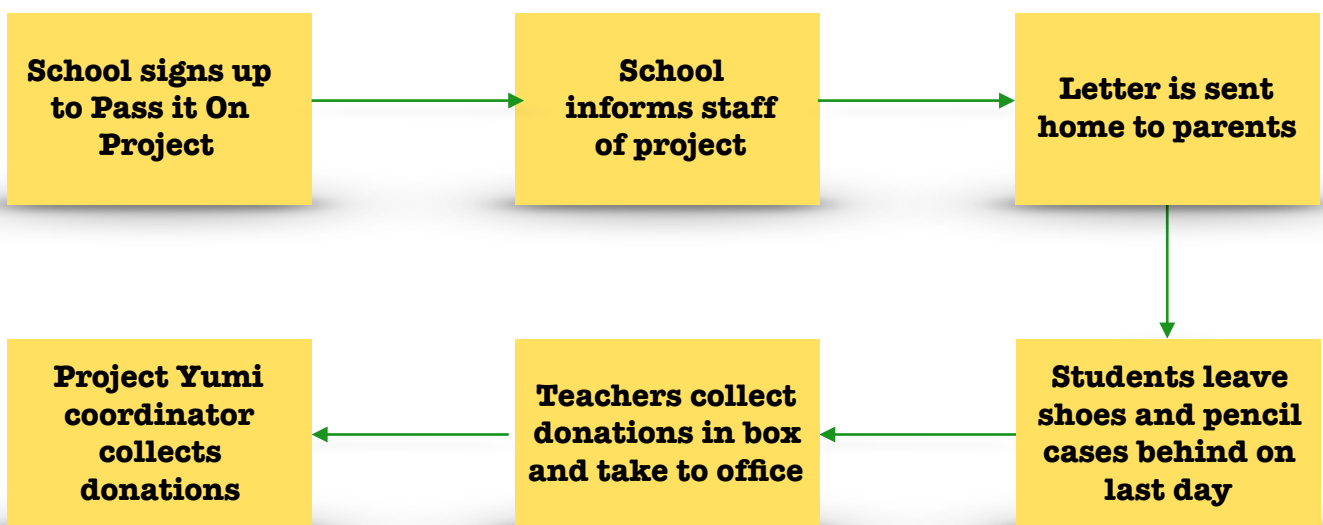 School signs up
to Pass it On
Project
School
informs staff
of project
Letter is sent
home to parents
Students leave
shoes and pencil
cases behind on
last day
Teachers collect
donations in box
and take to office
Project Yumi
coordinator
collects
donations